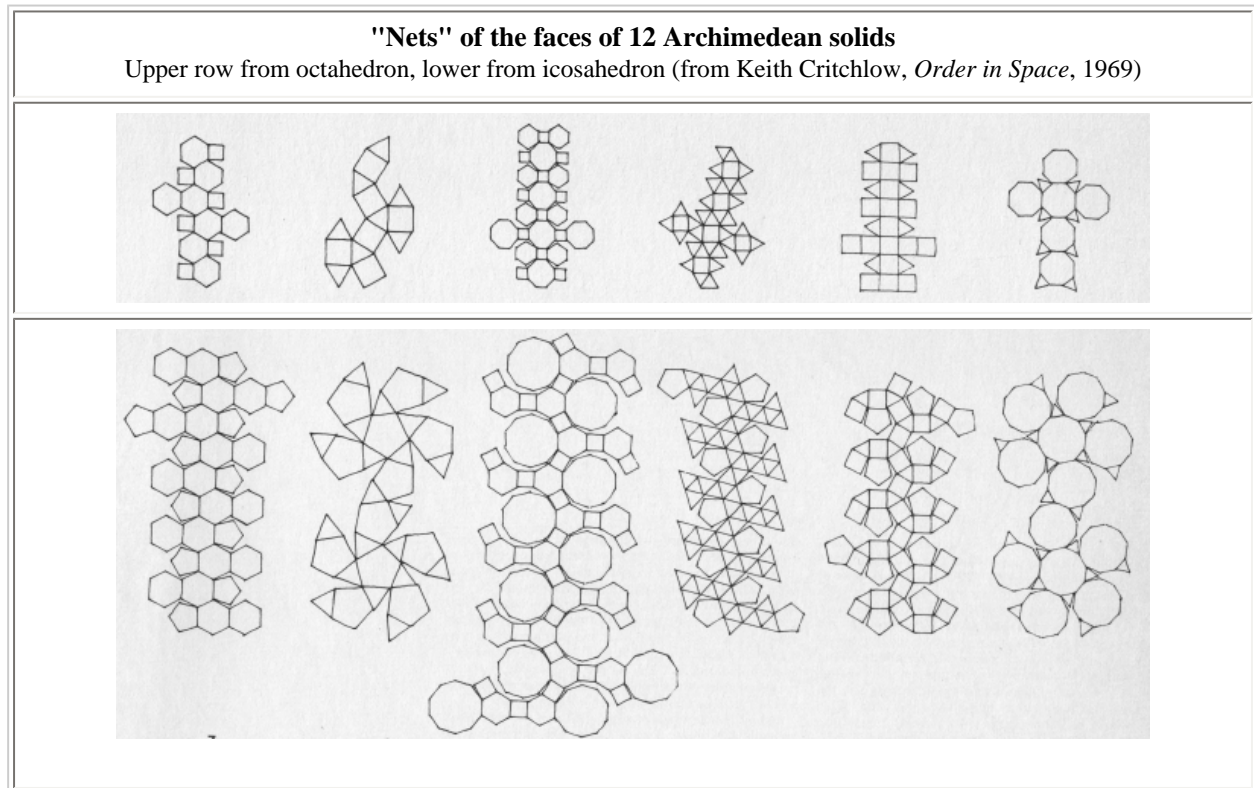 "Nets" of the faces of 12 Archimedean solids
Upper row from octahedron, lower from icosahedron (from Keith Critchlow, Order in Space, 1969)